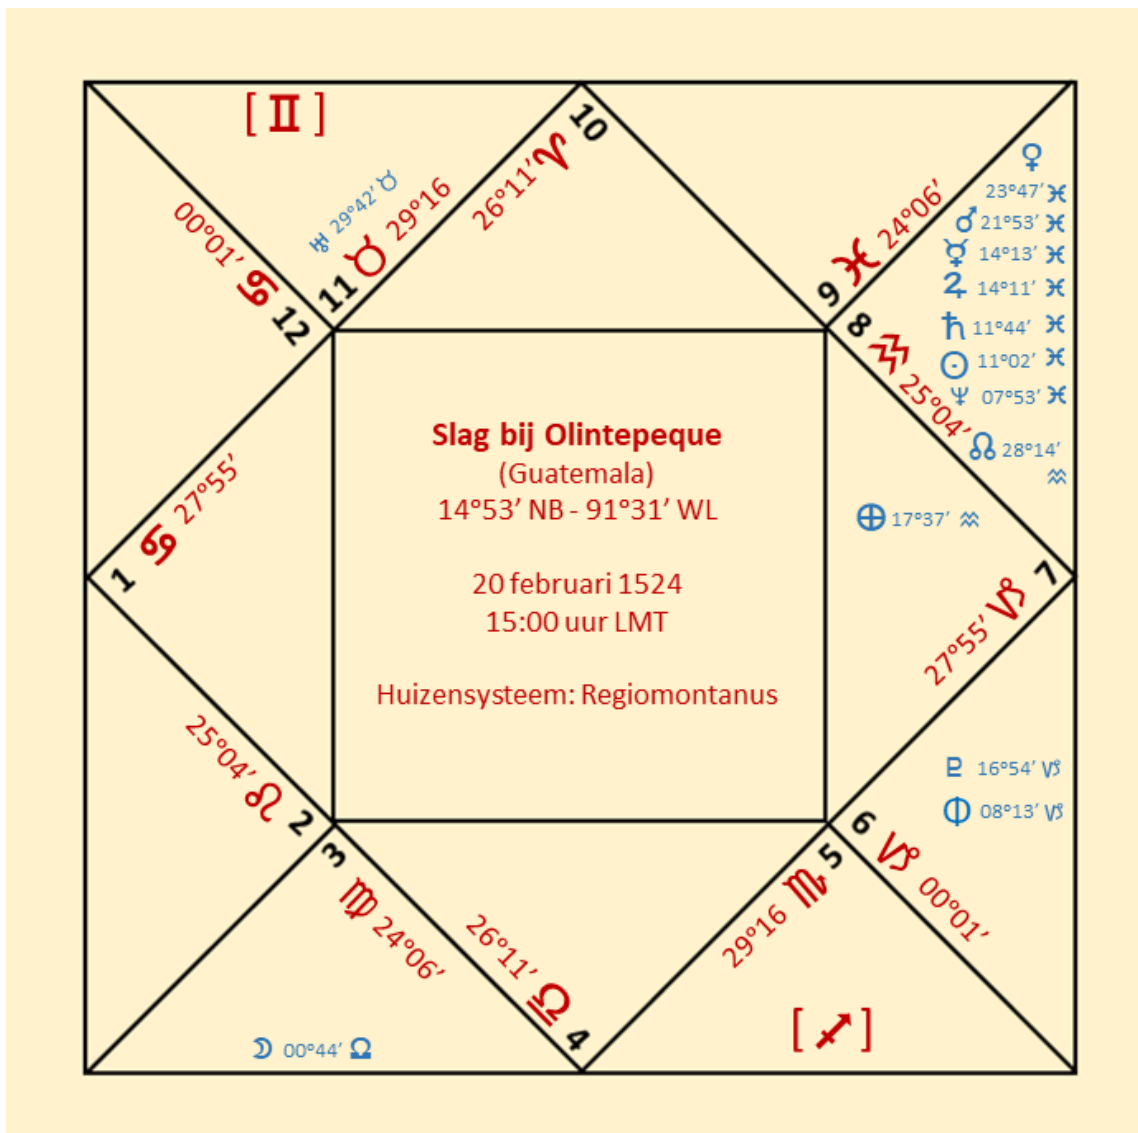 [ ♊ ]
10
26°11′ ♈
♅ 29°42′ ♉
11 ♉ 29°16
00°01′ ♋ 12
9 ♓ 24°06′
♀
23°47′ ♓
♂ 21°53′ ♓
☿ 14°13′ ♓
♃ 14°11′ ♓
♄ 11°44′ ♓
☉ 11°02′ ♓
♆ 07°53′ ♓
☊ 28°14′
♒
8 ♒ 25°04′
Slag bij Olintepeque
(Guatemala)
14°53’ NB - 91°31’ WL
20 februari 1524
15:00 uur LMT
Huizensysteem: Regiomontanus
⊕ 17°37′ ♒
1 ♋ 27°55′
7
27°55′ ♑
25°04′ ♌ 2
♇ 16°54′ ♑
⏀ 08°13′ ♑
3
♍ 24°06′
26°11′ ♎ 4
6 ♑ 00°01′
5
29°16 ♏
[ ♐ ]
☽ 00°44′ ♎